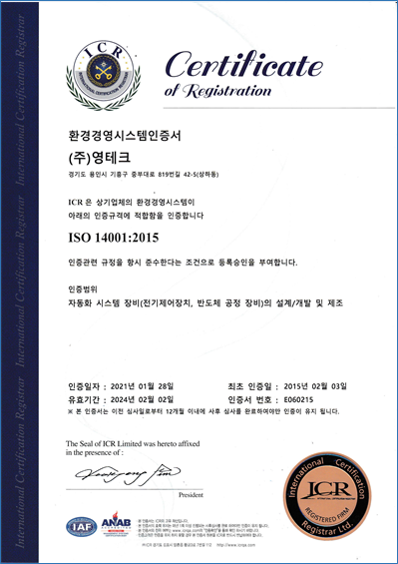 ICR
INTERNATIONAL CERTIFICATION REGISTRAR
Certificate
of Registration
International Certification Registrar International Certification Registrar International Certification Registrar International Certification Registrar
환경경영시스템인증서
(주)영테크
경기도 용인시 기흥구 중부대로 819번길 42-5(상하동)
ICR 은 상기업체의 환경경영시스템이
아래의 인증규격에 적합함을 인증합니다
ISO 14001:2015
인증관련 규정을 항시 준수한다는 조건으로 등록승인을 부여합니다.
인증범위
자동화 시스템 장비(전기제어장치, 반도체 공정 장비)의 설계/개발 및 제조
인증일자 : 2021년 01월 28일 최초 인증일 : 2015년 02월 03일
유효기간 : 2024년 02월 02일 인증서 번호 : E060215
※ 본 인증서는 이전 심사일로부터 12개월 이내에 사후 심사를 완료하여야만 인증이 유지 됩니다.
The Seal of ICR Limited was hereto affixed
in the presence of :
President
IAF
ANAB
International Certification
ICR
REGISTERED FIRM
Registrar Ltd.